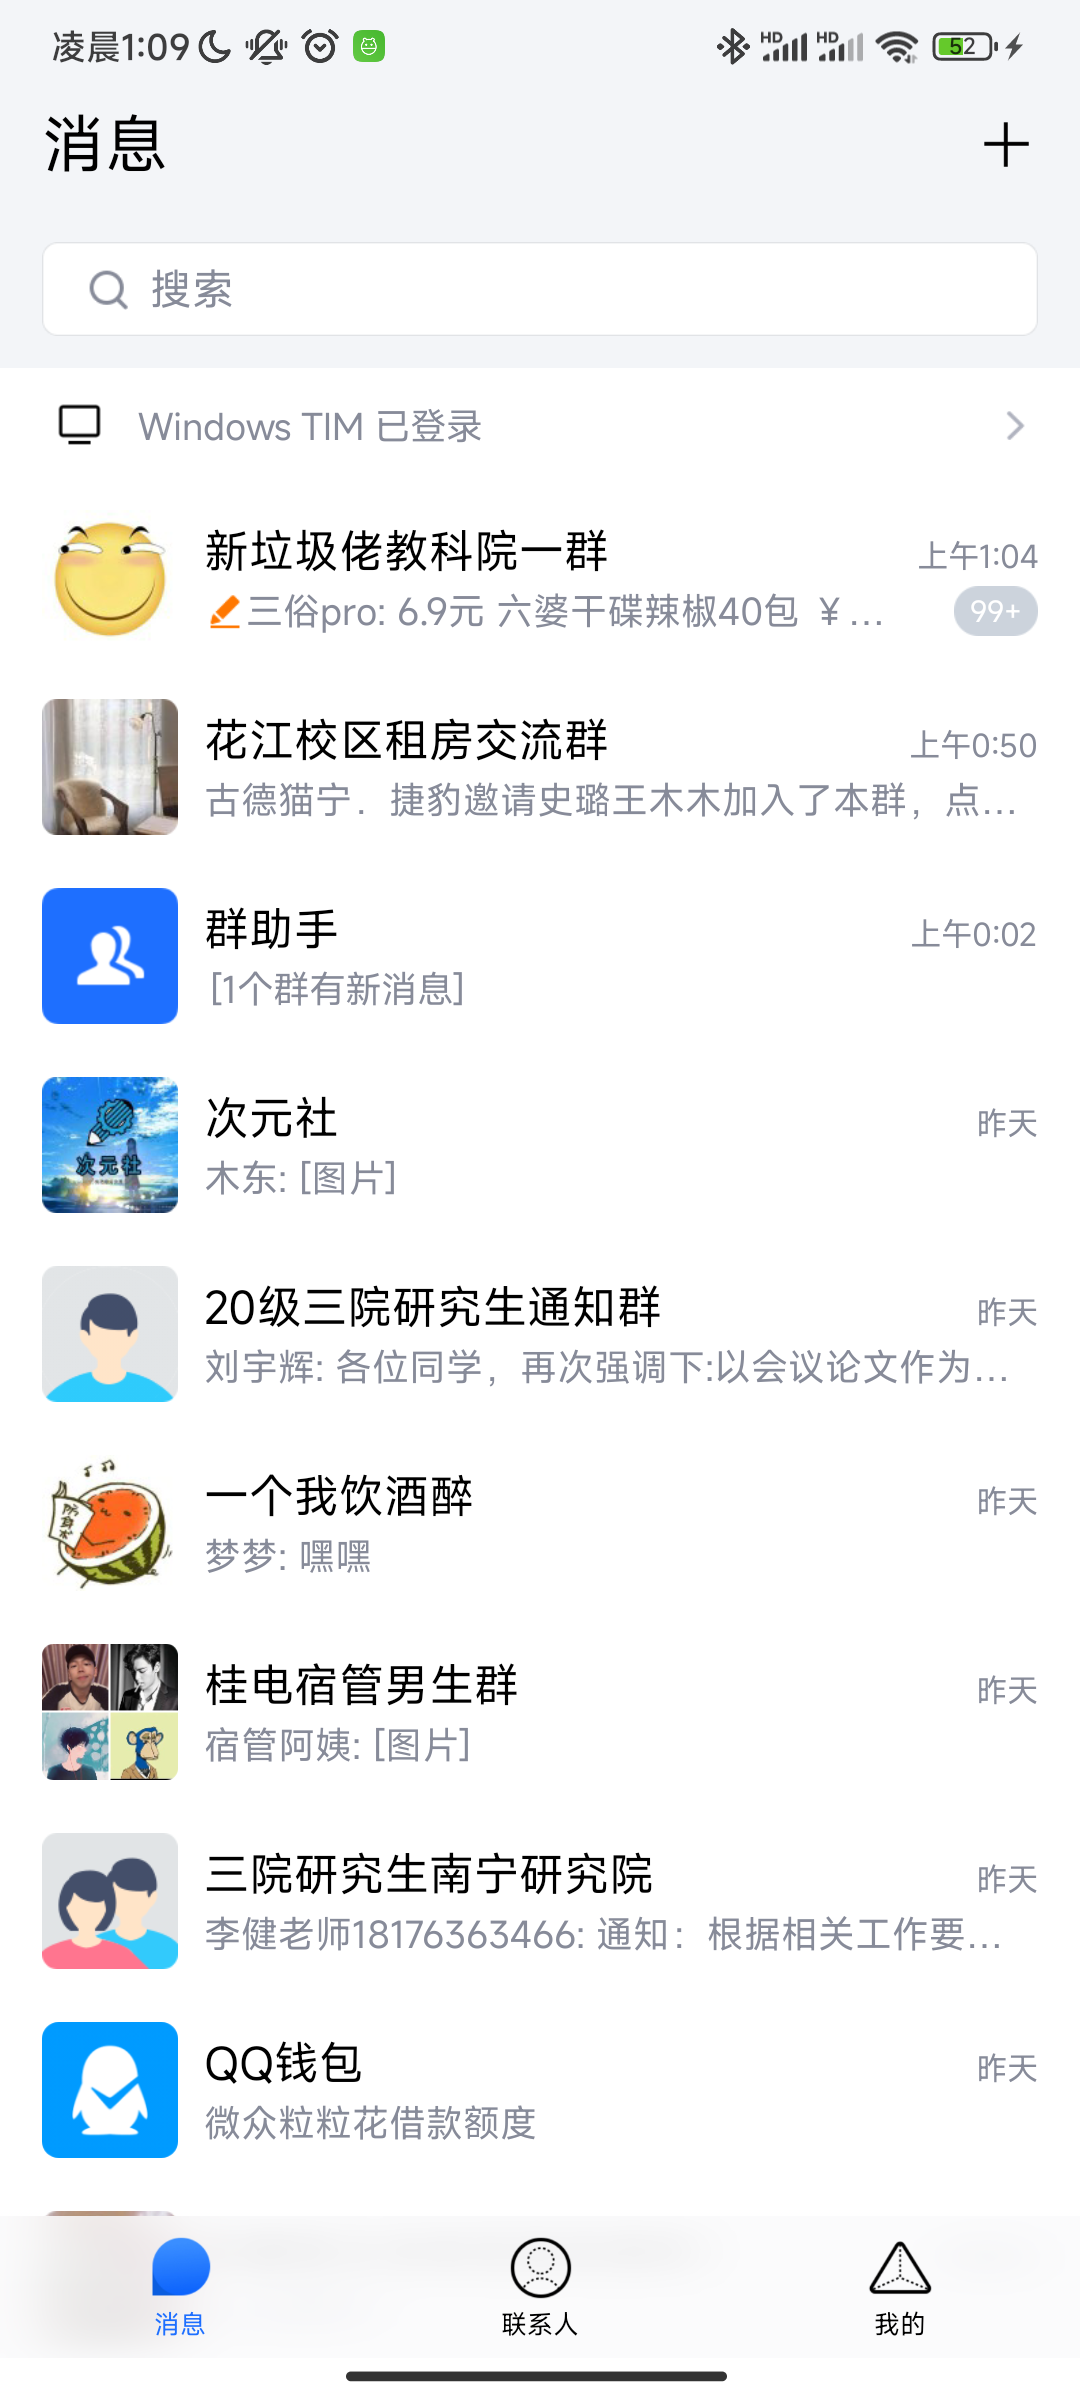 凌晨1:09
HD HD 52
消息
搜索
Windows TIM 已登录
新垃圾佬教科院一群 上午1:04
三俗pro: 6.9元 六婆干碟辣椒40包 ￥... 99+
花江校区租房交流群 上午0:50
古德猫宁．捷豹邀请史璐王木木加入了本群，点...
群助手 上午0:02
[1个群有新消息]
次元社
次元社 昨天
木东: [图片]
20级三院研究生通知群 昨天
刘宇辉: 各位同学，再次强调下:以会议论文作为...
防身术
一个我饮酒醉 昨天
梦梦: 嘿嘿
桂电宿管男生群 昨天
宿管阿姨: [图片]
三院研究生南宁研究院 昨天
李健老师18176363466: 通知：根据相关工作要...
QQ钱包 昨天
微众粒粒花借款额度
消息 联系人 我的